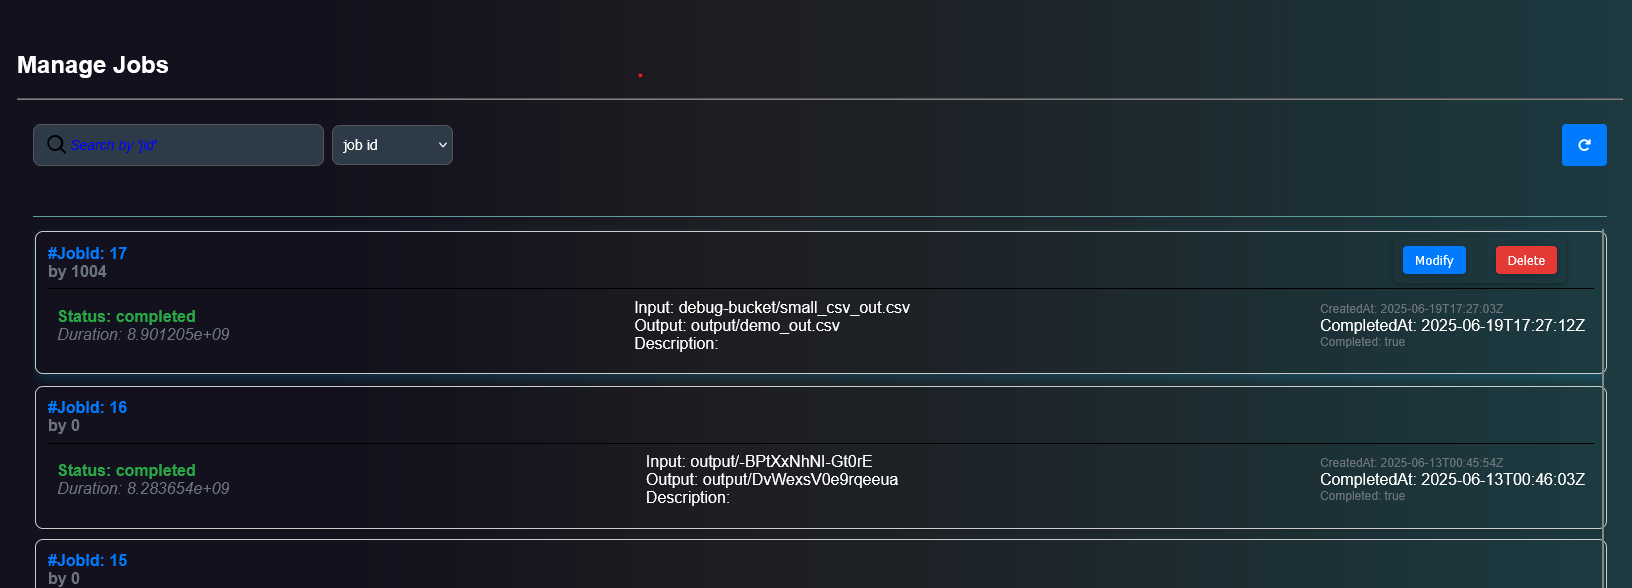 Manage Jobs
Search by 'jid'
job id
#JobId: 17
by 1004
Modify
Delete
Status: completed
Duration: 8.901205e+09
Input: debug-bucket/small_csv_out.csv
Output: output/demo_out.csv
Description:
CreatedAt: 2025-06-19T17:27:03Z
CompletedAt: 2025-06-19T17:27:12Z
Completed: true
#JobId: 16
by 0
Status: completed
Duration: 8.283654e+09
Input: output/-BPtXxNhNI-Gt0rE
Output: output/DvWexsV0e9rqeeua
Description:
CreatedAt: 2025-06-13T00:45:54Z
CompletedAt: 2025-06-13T00:46:03Z
Completed: true
#JobId: 15
by 0